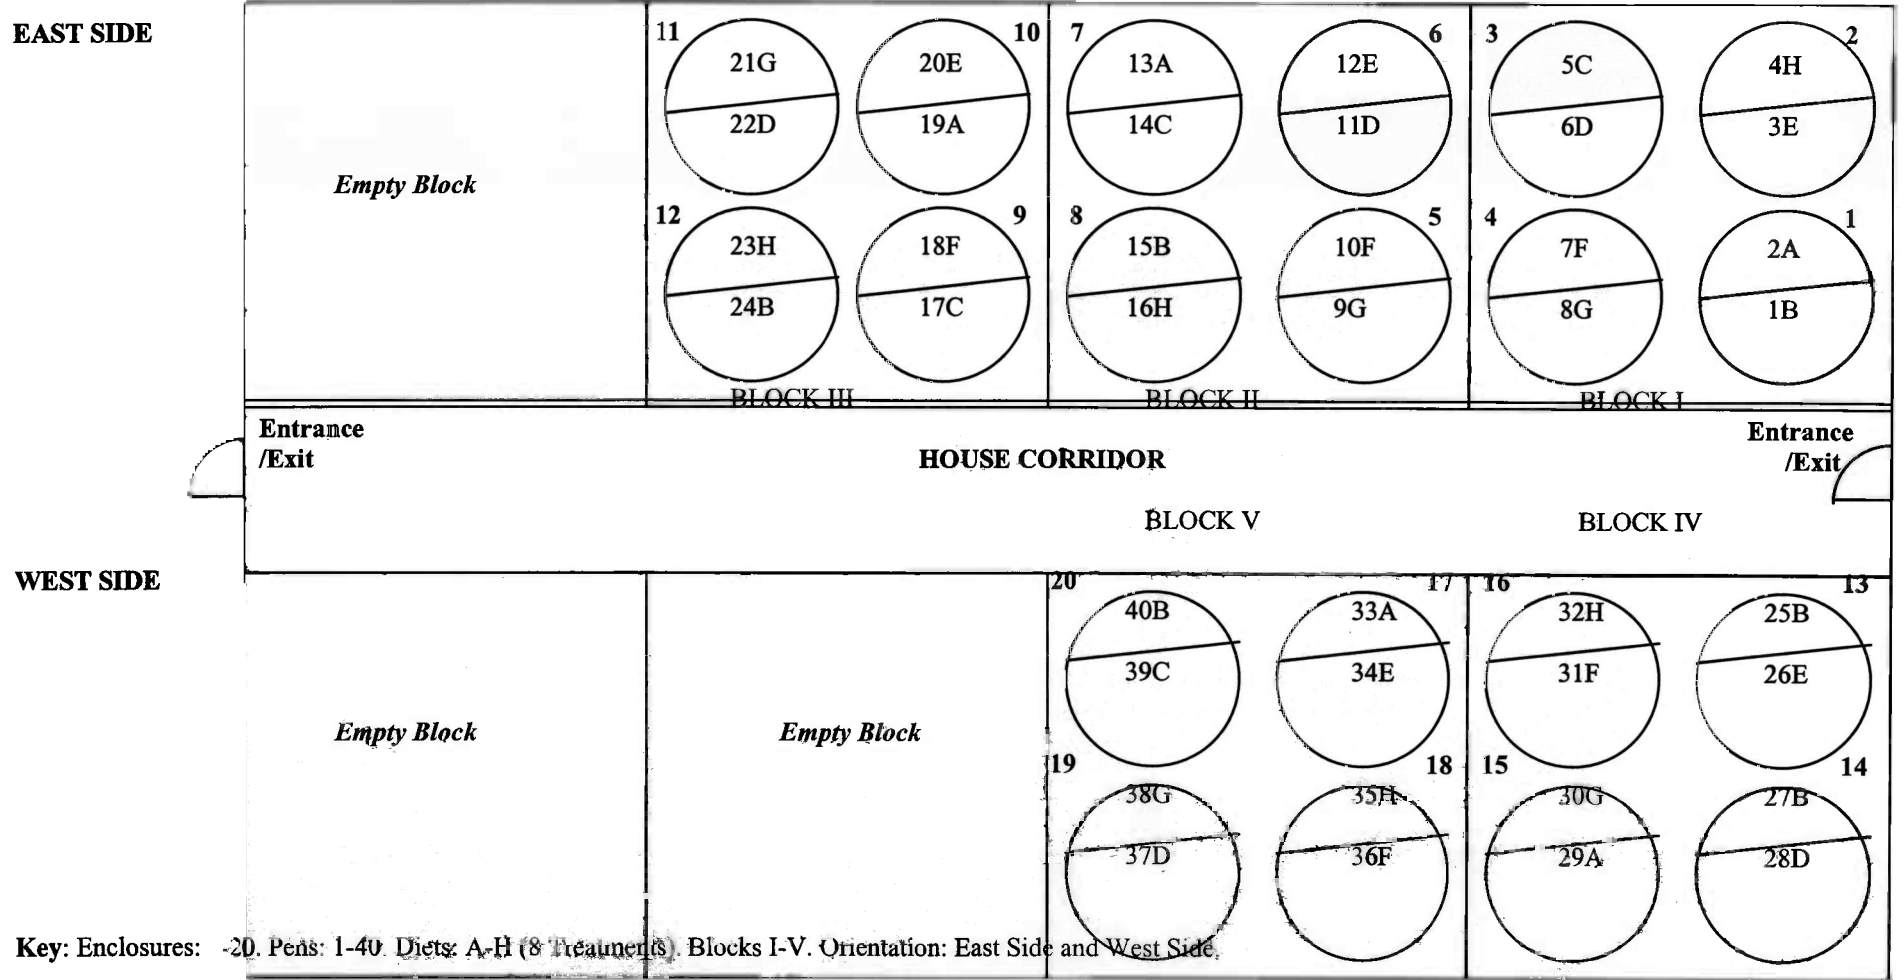 EAST SIDE
11 10 7 6 3 2
21G 20E 13A 12E 5C 4H
22D 19A 14C 11D 6D 3E
Empty Block
12 9 8 5 4 1
23H 18F 15B 10F 7F 2A
24B 17C 16H 9G 8G 1B
BLOCK III BLOCK II BLOCK I
Entrance
/Exit
HOUSE CORRIDOR
Entrance
/Exit
BLOCK V BLOCK IV
WEST SIDE
20 17 16 13
40B 33A 32H 25B
39C 34E 31F 26E
Empty Block Empty Block
19 18 15 14
38G 35H 30G 27B
37D 36F 29A 28D
Key: Enclosures: -20. Pens: 1-40. Diets: A-H (8 Treatments). Blocks I-V. Orientation: East Side and West Side.